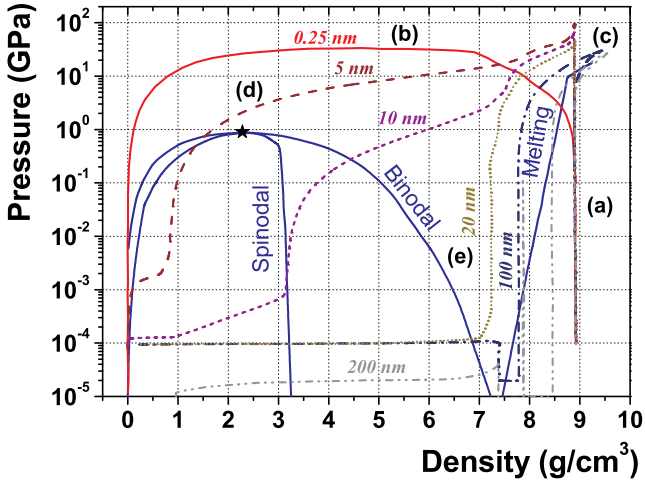 Pressure (GPa)
10²
10¹
10⁰
10⁻¹
10⁻²
10⁻³
10⁻⁴
10⁻⁵
0.25 nm
(b)
(c)
5 nm
(d)
10 nm
Melting
Binodal
Spinodal
20 nm
(a)
(e)
100 nm
200 nm
0 1 2 3 4 5 6 7 8 9 10
Density (g/cm³)